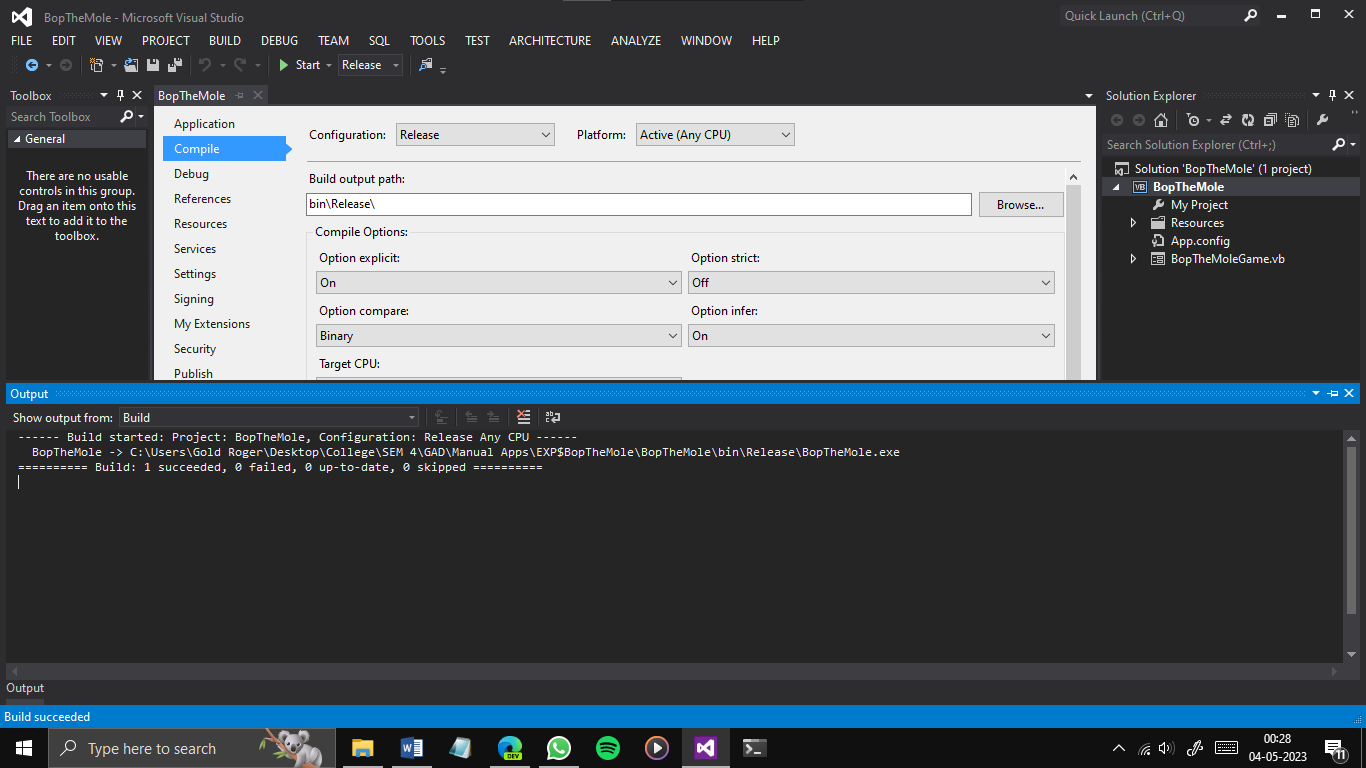 BopTheMole - Microsoft Visual Studio
Quick Launch (Ctrl+Q)
FILE EDIT VIEW PROJECT BUILD DEBUG TEAM SQL TOOLS TEST ARCHITECTURE ANALYZE WINDOW HELP
Start Release
Toolbox
Search Toolbox
General
There are no usable
controls in this group.
Drag an item onto this
text to add it to the
toolbox.
BopTheMole
Application
Compile
Debug
References
Resources
Services
Settings
Signing
My Extensions
Security
Publish
Configuration: Release Platform: Active (Any CPU)
Build output path:
bin\Release\ Browse...
Compile Options:
Option explicit: Option strict:
On Off
Option compare: Option infer:
Binary On
Target CPU:
Solution Explorer
Search Solution Explorer (Ctrl+;)
Solution 'BopTheMole' (1 project)
VB BopTheMole
My Project
Resources
App.config
BopTheMoleGame.vb
Output
Show output from: Build
------ Build started: Project: BopTheMole, Configuration: Release Any CPU ------
BopTheMole -> C:\Users\Gold Roger\Desktop\College\SEM 4\GAD\Manual Apps\EXP$BopTheMole\BopTheMole\bin\Release\BopTheMole.exe
========== Build: 1 succeeded, 0 failed, 0 up-to-date, 0 skipped ==========
Output
Build succeeded
Type here to search
DEV
00:28
04-05-2023
11